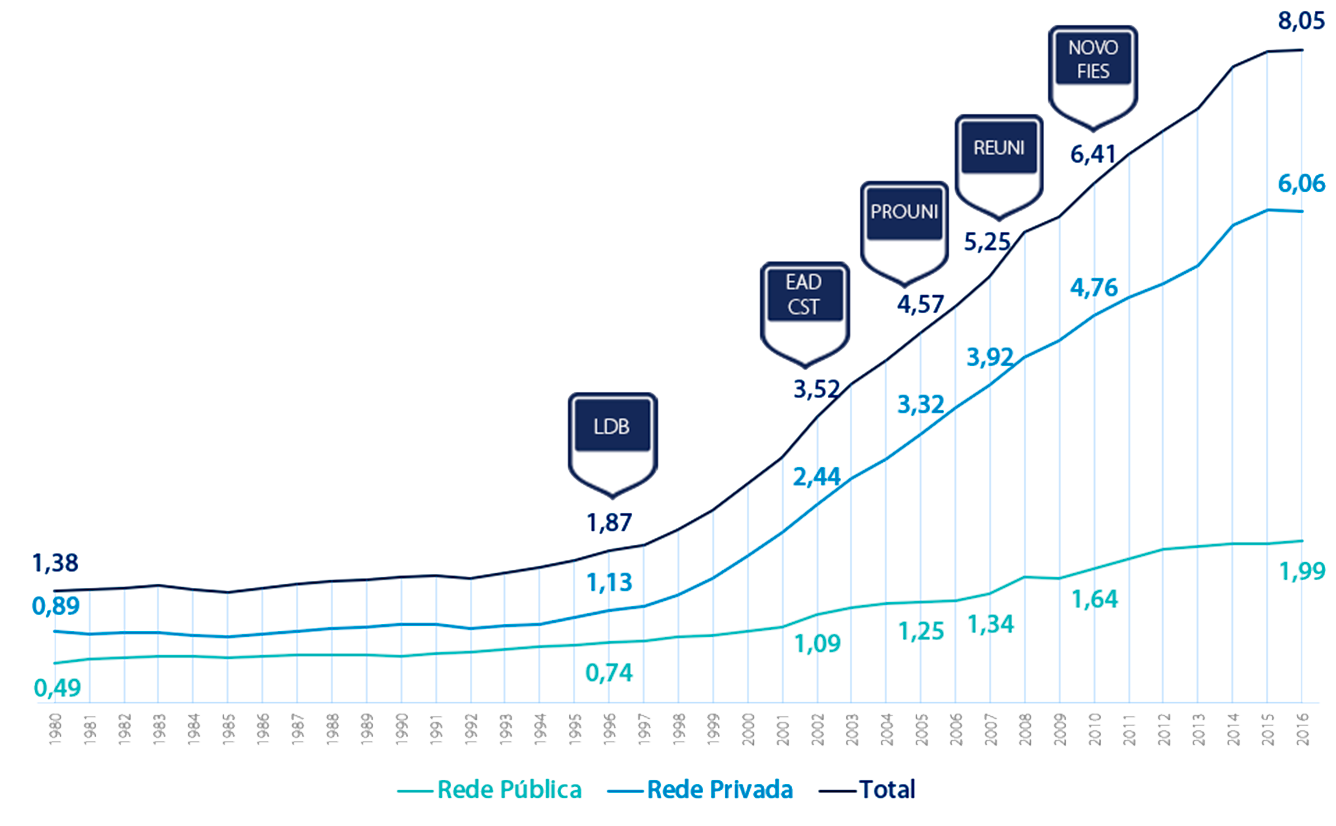 8,05
NOVO
FIES
REUNI
6,41
6,06
PROUNI
5,25
EAD
CST
4,57
4,76
3,52
3,92
LDB
3,32
2,44
1,87
1,38
1,13
1,99
0,89
1,64
1,34
1,25
1,09
0,74
0,49
1980 1981 1982 1983 1984 1985 1986 1987 1988 1989 1990 1991 1992 1993 1994 1995 1996 1997 1998 1999 2000 2001 2002 2003 2004 2005 2006 2007 2008 2009 2010 2011 2012 2013 2014 2015 2016
Rede Pública Rede Privada Total